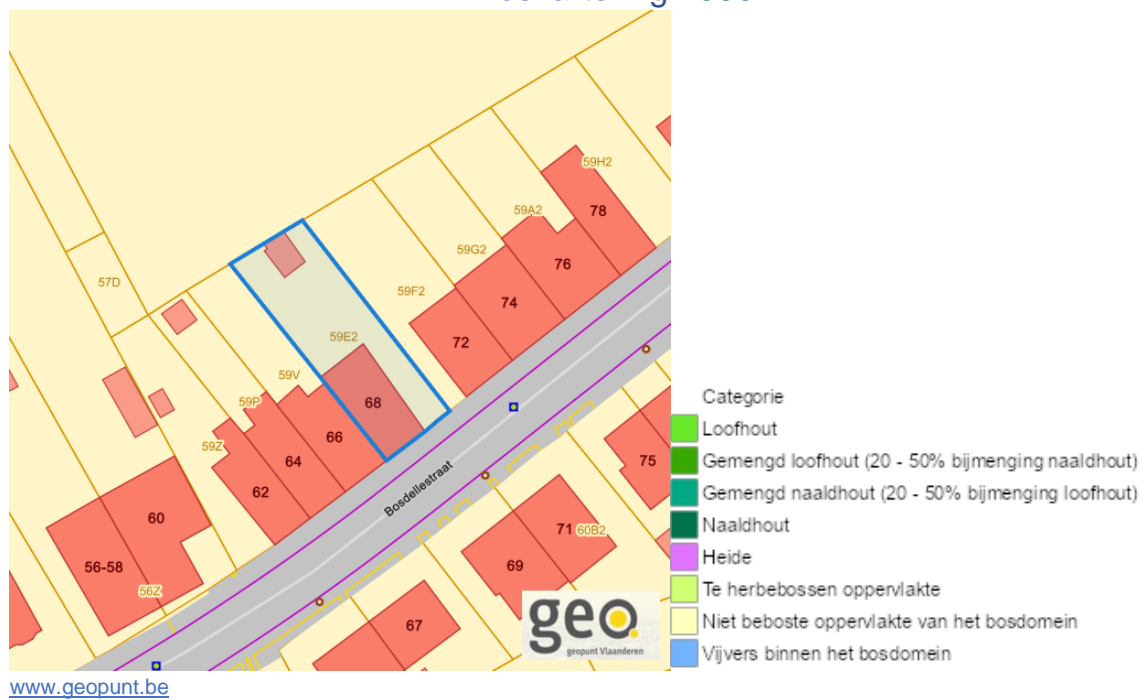 59H2
78
59A2
76
59G2
57D
59F2
74
59E2
72
59V
68
59P
66
59Z
64
75
62
Bosdellestraat
60
71 60B2
56-58
69
56Z
67
geo
geopunt Vlaanderen
Categorie
Loofhout
Gemengd loofhout (20 - 50% bijmenging naaldhout)
Gemengd naaldhout (20 - 50% bijmenging loofhout)
Naaldhout
Heide
Te herbebossen oppervlakte
Niet beboste oppervlakte van het bosdomein
Vijvers binnen het bosdomein
www.geopunt.be